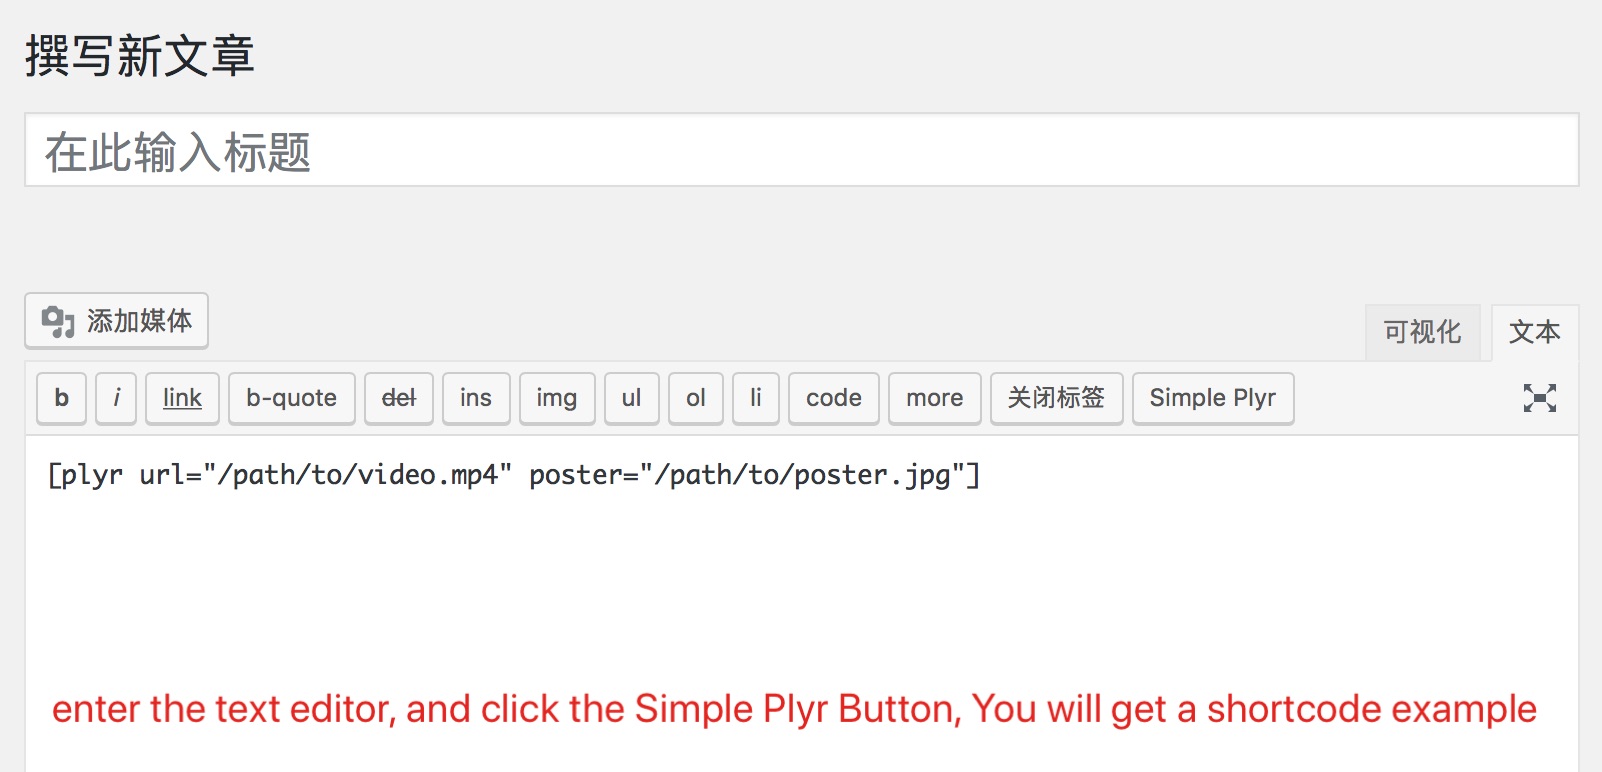 撰写新文章
在此输入标题
添加媒体
可视化 文本
b i link b-quote del ins img ul ol li code more 关闭标签 Simple Plyr
[plyr url="/path/to/video.mp4" poster="/path/to/poster.jpg"]
enter the text editor, and click the Simple Plyr Button, You will get a shortcode example